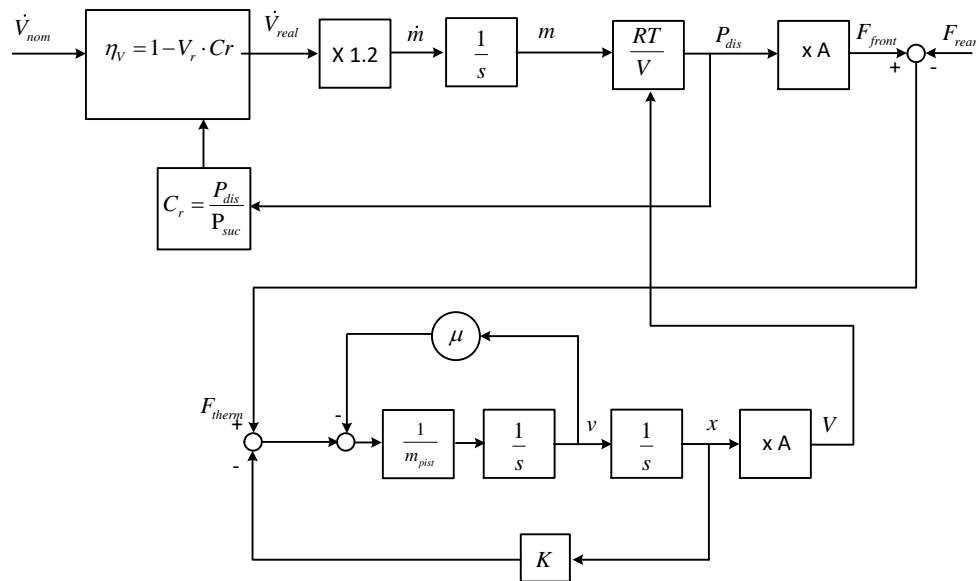 V̇nom
ηV = 1 − Vr · Cr
V̇real
X 1.2
ṁ
1/s
m
RT/V
Pdis
x A
Ffront
Frear
+
-
Cr = Pdis/Psuc
μ
Ftherm
+
-
-
1/mpist
1/s
v
1/s
x
x A
V
K